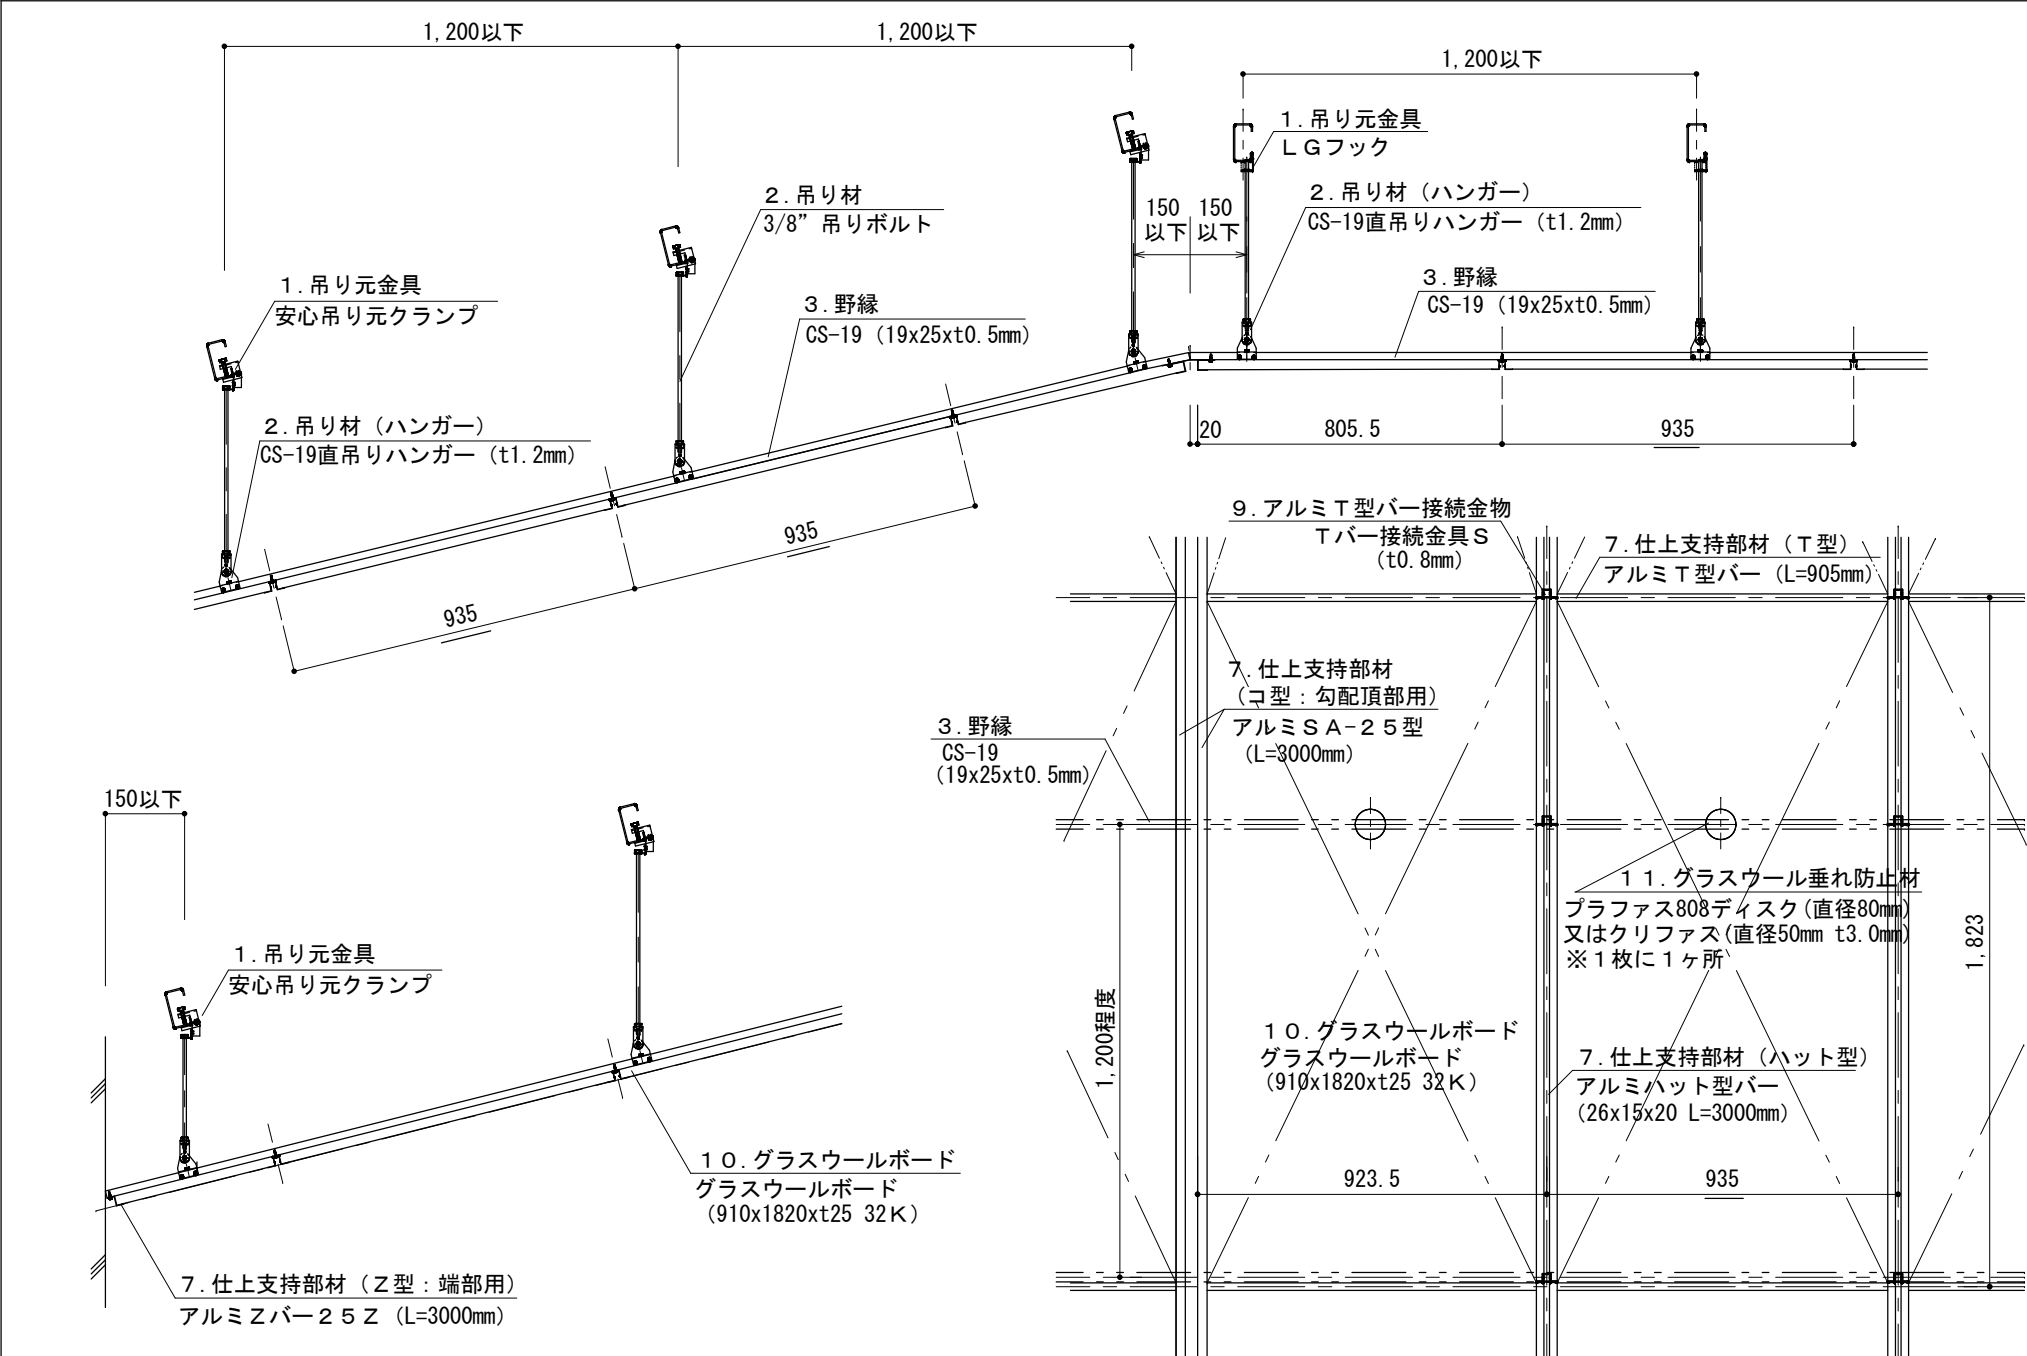 1,200以下
1,200以下
1,200以下
1.吊り元金具
ＬＧフック
2.吊り材
3/8” 吊りボルト
150
以下
150
以下
2.吊り材（ハンガー）
CS-19直吊りハンガー（t1.2mm）
1.吊り元金具
安心吊り元クランプ
3.野縁
CS-19（19x25xt0.5mm）
3.野縁
CS-19（19x25xt0.5mm）
2.吊り材（ハンガー）
CS-19直吊りハンガー（t1.2mm）
20
805.5
935
935
935
9.アルミＴ型バー接続金物
Ｔバー接続金具Ｓ
（t0.8mm）
7.仕上支持部材（Ｔ型）
アルミＴ型バー（L=905mm）
7.仕上支持部材
（コ型：勾配頂部用）
アルミＳＡ−２５型
（L=3000mm）
3.野縁
CS-19
（19x25xt0.5mm）
１１.グラスウール垂れ防止材
プラファス808ディスク（直径80mm）
又はクリファス（直径50mm t3.0mm）
※１枚に１ヶ所
1,823
1,200程度
１０.グラスウールボード
グラスウールボード
（910x1820xt25 32Ｋ）
7.仕上支持部材（ハット型）
アルミハット型バー
（26x15x20 L=3000mm）
923.5
935
150以下
1.吊り元金具
安心吊り元クランプ
１０.グラスウールボード
グラスウールボード
（910x1820xt25 32Ｋ）
7.仕上支持部材（Ｚ型：端部用）
アルミＺバー２５Ｚ（L=3000mm）